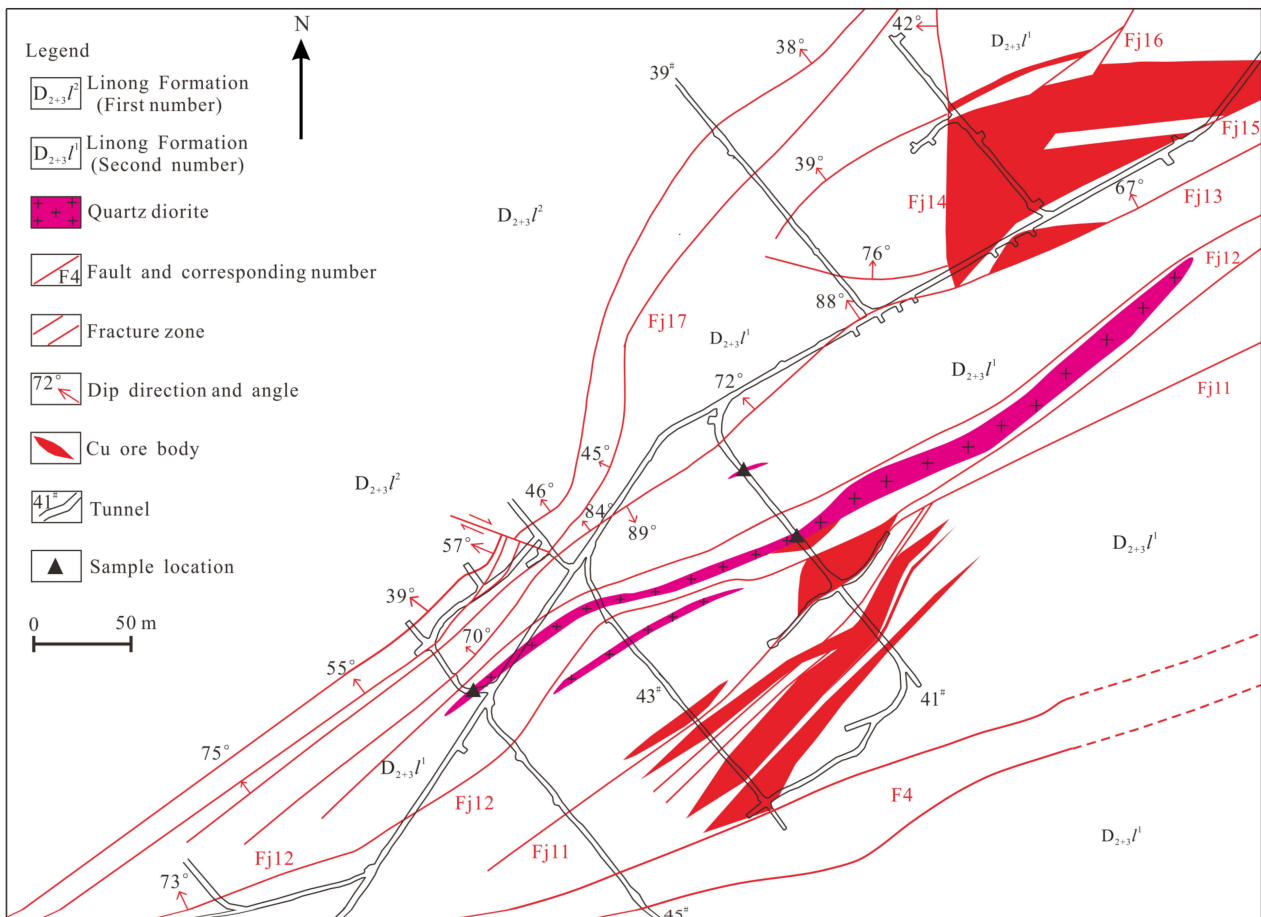 Legend
D₂₊₃l² Linong Formation
(First number)
D₂₊₃l¹ Linong Formation
(Second number)
Quartz diorite
F4 Fault and corresponding number
Fracture zone
72° Dip direction and angle
Cu ore body
41# Tunnel
Sample location
0 50 m
N
42°
D₂₊₃l¹
Fj16
38°
39#
Fj15
39°
67°
Fj14
Fj13
D₂₊₃l²
76°
Fj12
88°
Fj17
D₂₊₃l¹
D₂₊₃l¹
72°
Fj11
45°
D₂₊₃l²
46°
84°
89°
57°
D₂₊₃l¹
39°
70°
55°
43#
41#
75°
D₂₊₃l¹
Fj12
F4
D₂₊₃l¹
Fj12
Fj11
73°
45#